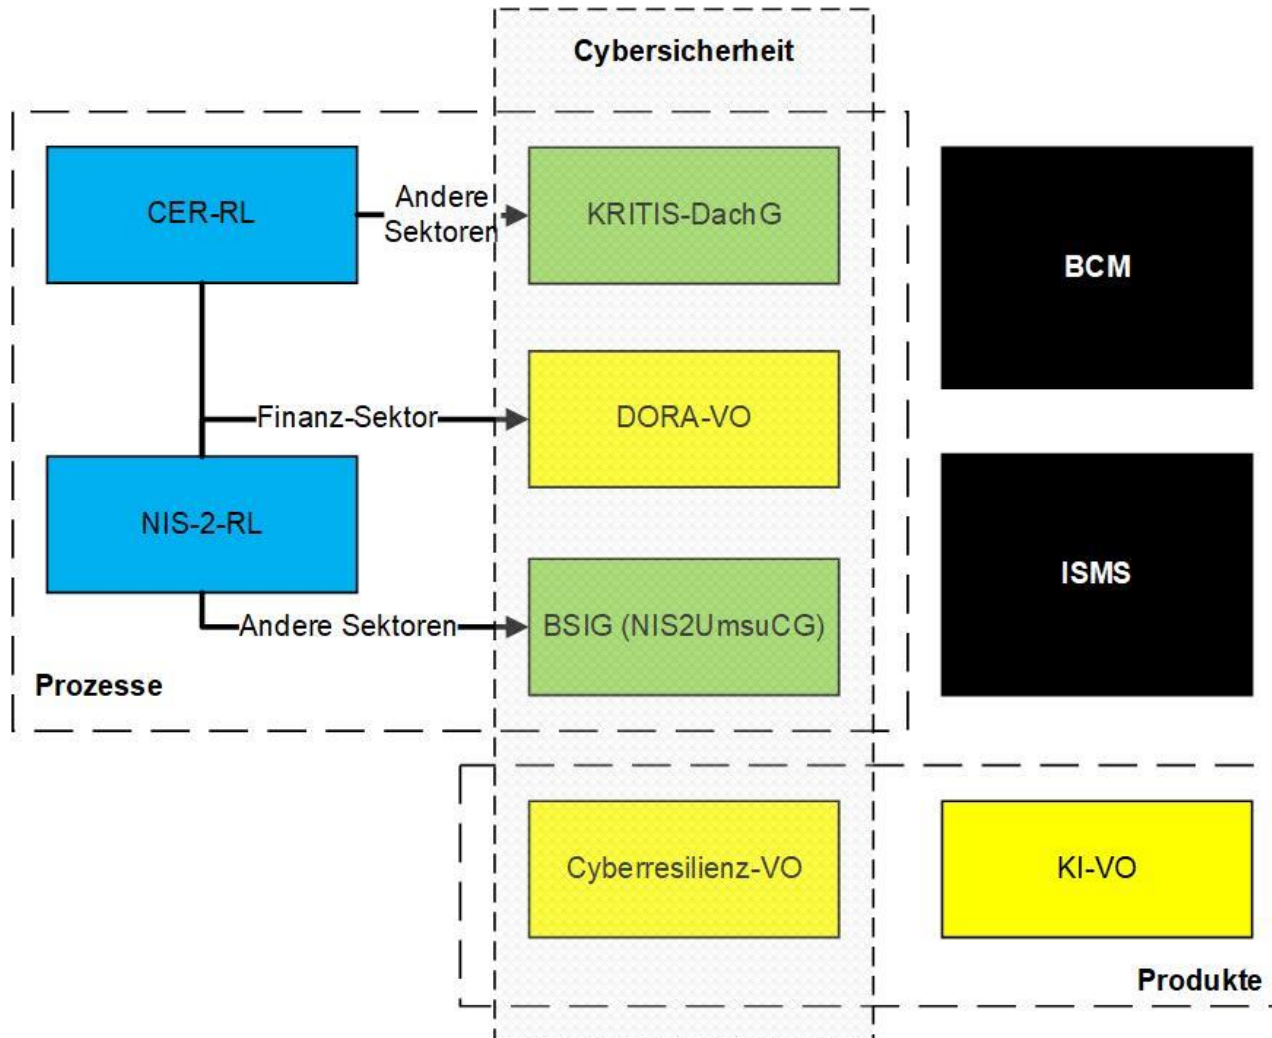 Cybersicherheit
CER-RL
Andere
Sektoren
KRITIS-DachG
BCM
Finanz-Sektor
DORA-VO
NIS-2-RL
ISMS
Andere Sektoren
BSIG (NIS2UmsuCG)
Prozesse
Cyberresilienz-VO
KI-VO
Produkte